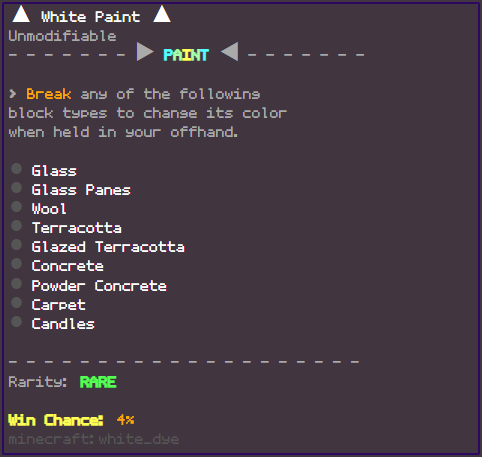 ▲ White Paint ▲
Unmodifiable
- - - - - - - ▶ PAINT ◀ - - - - - - -
> Break any of the following
block types to change its color
when held in your offhand.
● Glass
● Glass Panes
● Wool
● Terracotta
● Glazed Terracotta
● Concrete
● Powder Concrete
● Carpet
● Candles
- - - - - - - - - - - - - - - - - - - - -
Rarity: RARE
Win Chance: 4%
minecraft:white_dye